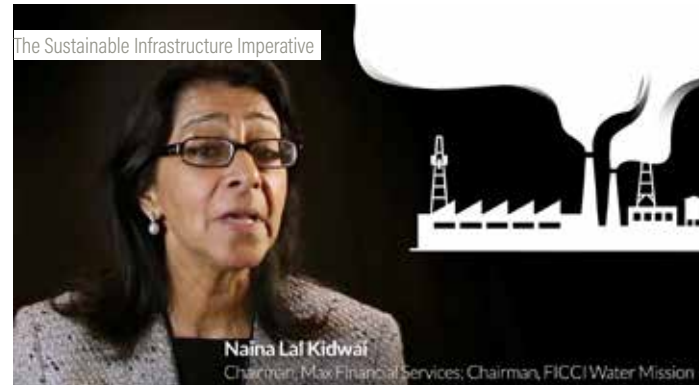 The Sustainable Infrastructure Imperative
Naina Lal Kidwai
Chairman, Max Financial Services; Chairman, FICCI Water Mission